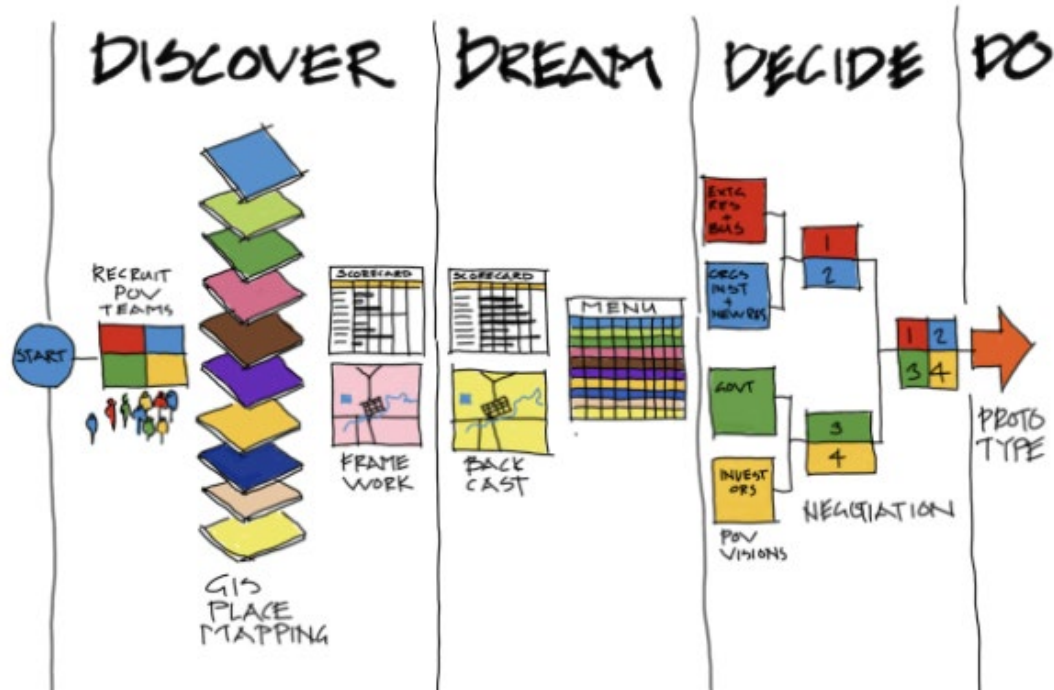 DISCOVER
DREAM
DECIDE
DO
START
RECRUIT
POV
TEAMS
GIS
PLACE
MAPPING
SCORECARD
FRAME
WORK
SCORECARD
BACK
CAST
MENU
EXTG
RES
+
BUS
ORGS
INST
+
NEW RES
GOVT
INVEST
ORS
POV
VISIONS
1
2
3
4
NEGOTIATION
1 2
3 4
PROTO
TYPE